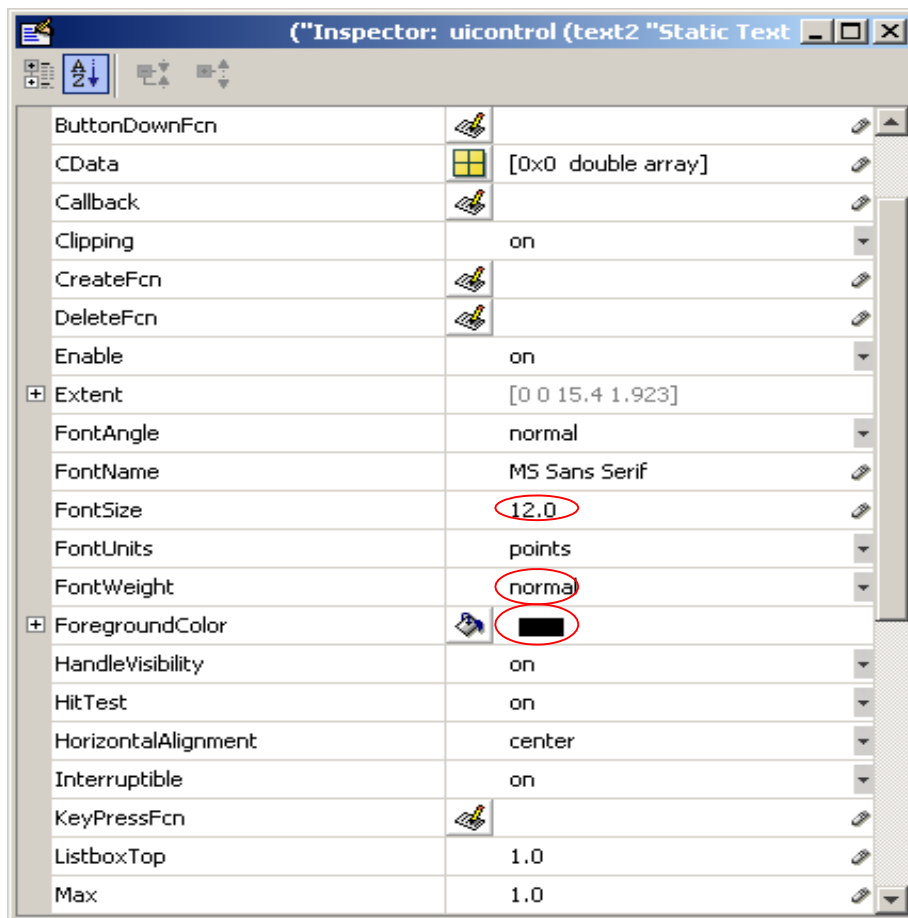 ("Inspector: uicontrol (text2 "Static Text
ButtonDownFcn
CData [0x0 double array]
Callback
Clipping on
CreateFcn
DeleteFcn
Enable on
Extent [0 0 15.4 1.923]
FontAngle normal
FontName MS Sans Serif
FontSize 12.0
FontUnits points
FontWeight normal
ForegroundColor
HandleVisibility on
HitTest on
HorizontalAlignment center
Interruptible on
KeyPressFcn
ListboxTop 1.0
Max 1.0